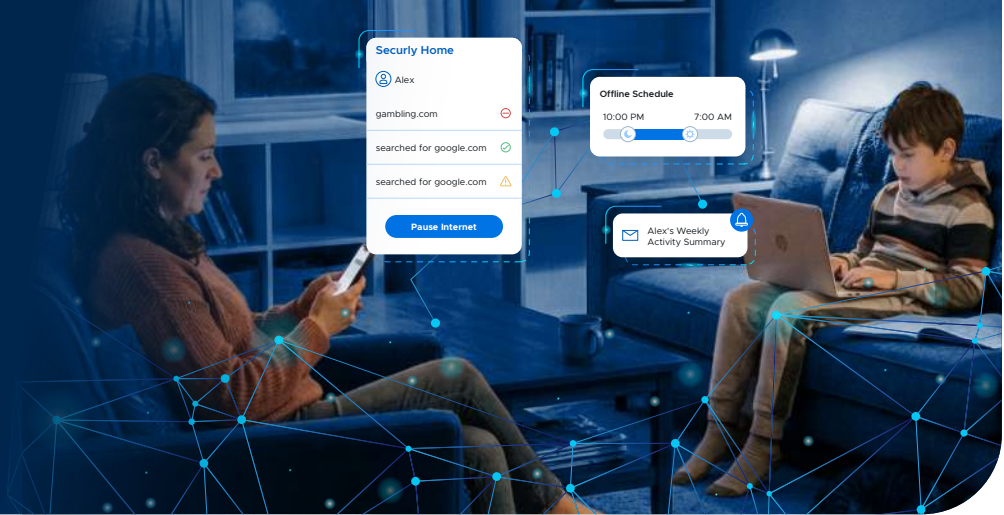 Securly Home
Alex
gambling.com
searched for google.com
searched for google.com
Pause Internet
Offline Schedule
10:00 PM 7:00 AM
Alex's Weekly
Activity Summary